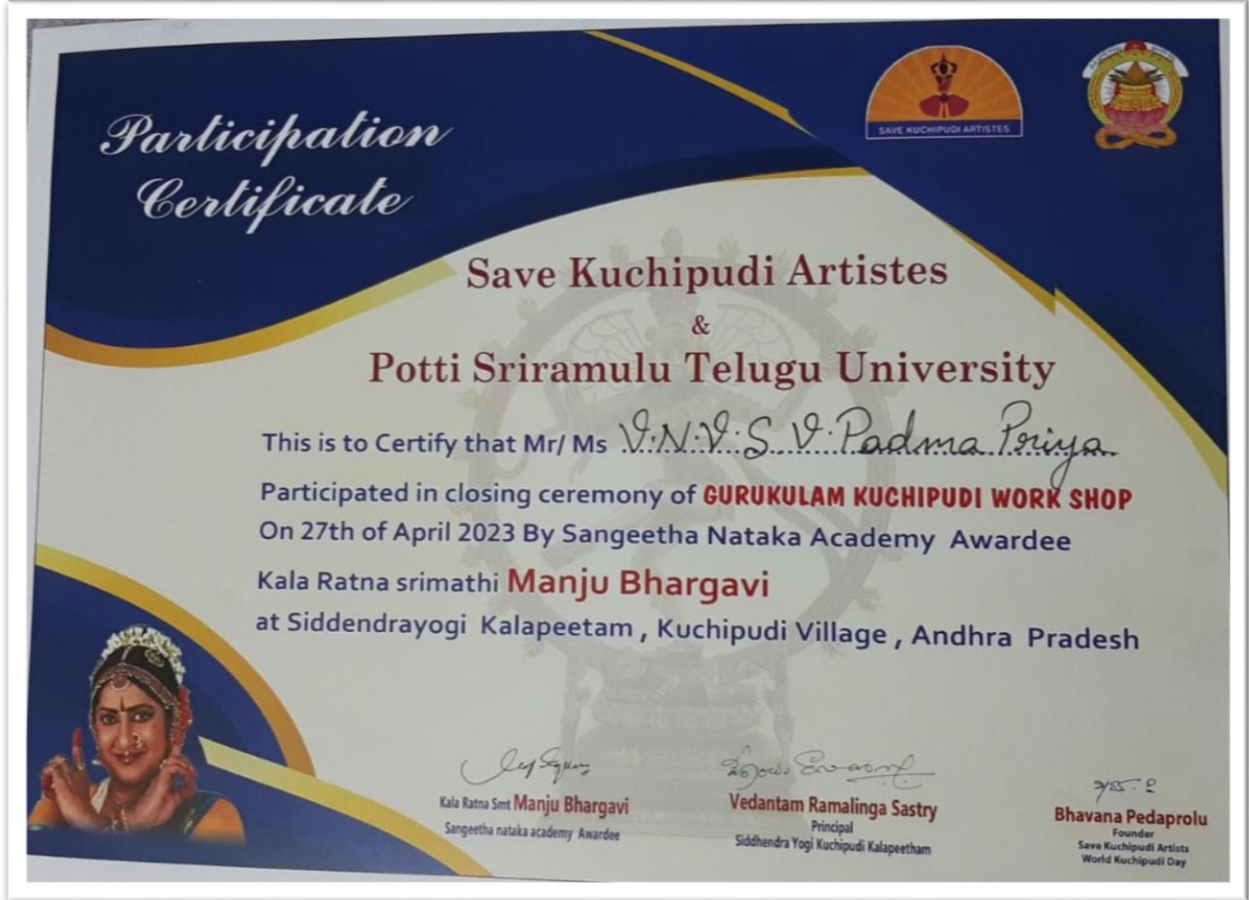 Participation
Certificate
SAVE KUCHIPUDI ARTISTES
Save Kuchipudi Artistes
&
Potti Sriramulu Telugu University
This is to Certify that Mr/ Ms V.N.V.S.V.Padma Priya
Participated in closing ceremony of GURUKULAM KUCHIPUDI WORK SHOP
On 27th of April 2023 By Sangeetha Nataka Academy Awardee
Kala Ratna srimathi Manju Bhargavi
at Siddendrayogi Kalapeetam , Kuchipudi Village , Andhra Pradesh
Kala Ratna Smt Manju Bhargavi
Sangeetha nataka academy Awardee
Vedantam Ramalinga Sastry
Principal
Siddhendra Yogi Kuchipudi Kalapeetham
Bhavana Pedaprolu
Founder
Save Kuchipudi Artists
World Kuchipudi Day